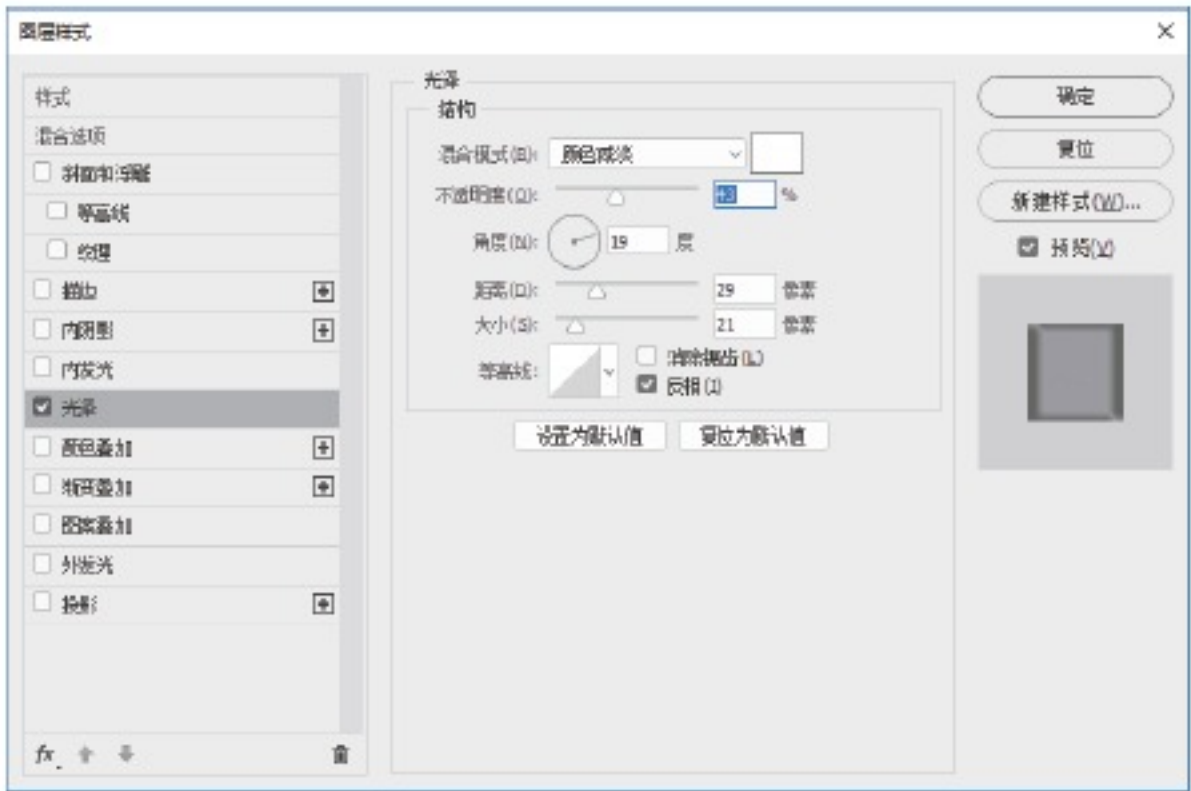 图层样式
样式
混合选项
斜面和浮雕
等高线
纹理
描边
内阴影
内发光
光泽
颜色叠加
渐变叠加
图案叠加
外发光
投影
fx
光泽
结构
混合模式(B): 颜色减淡
不透明度(O): 43 %
角度(N): 19 度
距离(D): 29 像素
大小(S): 21 像素
等高线: 消除锯齿(L)
反相(I)
设置为默认值 复位为默认值
确定
复位
新建样式(W)...
预览(V)